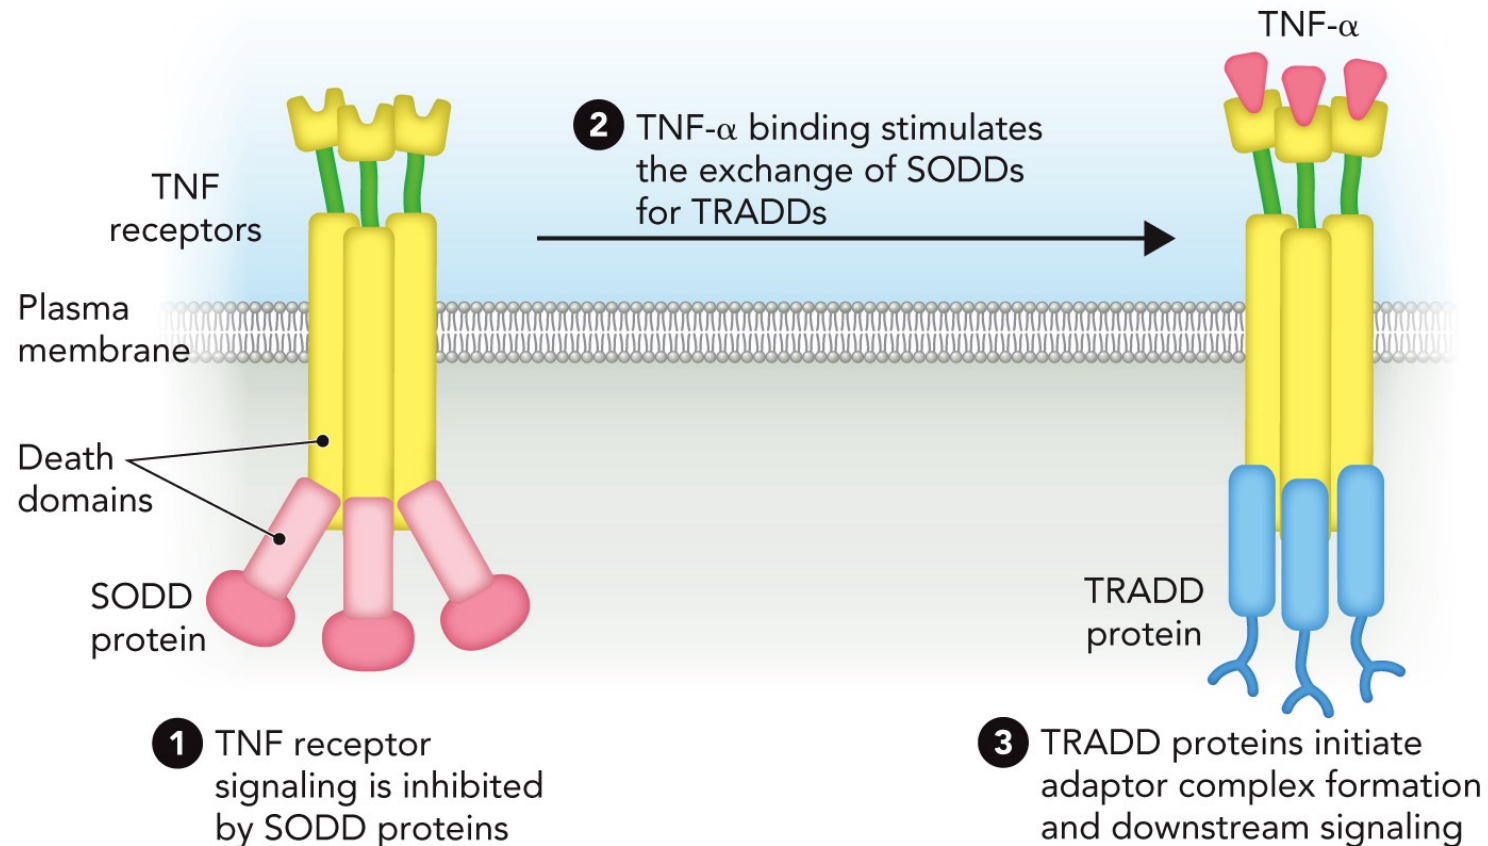 TNF-α
2 TNF-α binding stimulates
the exchange of SODDs
for TRADDs
TNF
receptors
Plasma
membrane
Death
domains
SODD
protein
TRADD
protein
1 TNF receptor
signaling is inhibited
by SODD proteins
3 TRADD proteins initiate
adaptor complex formation
and downstream signaling